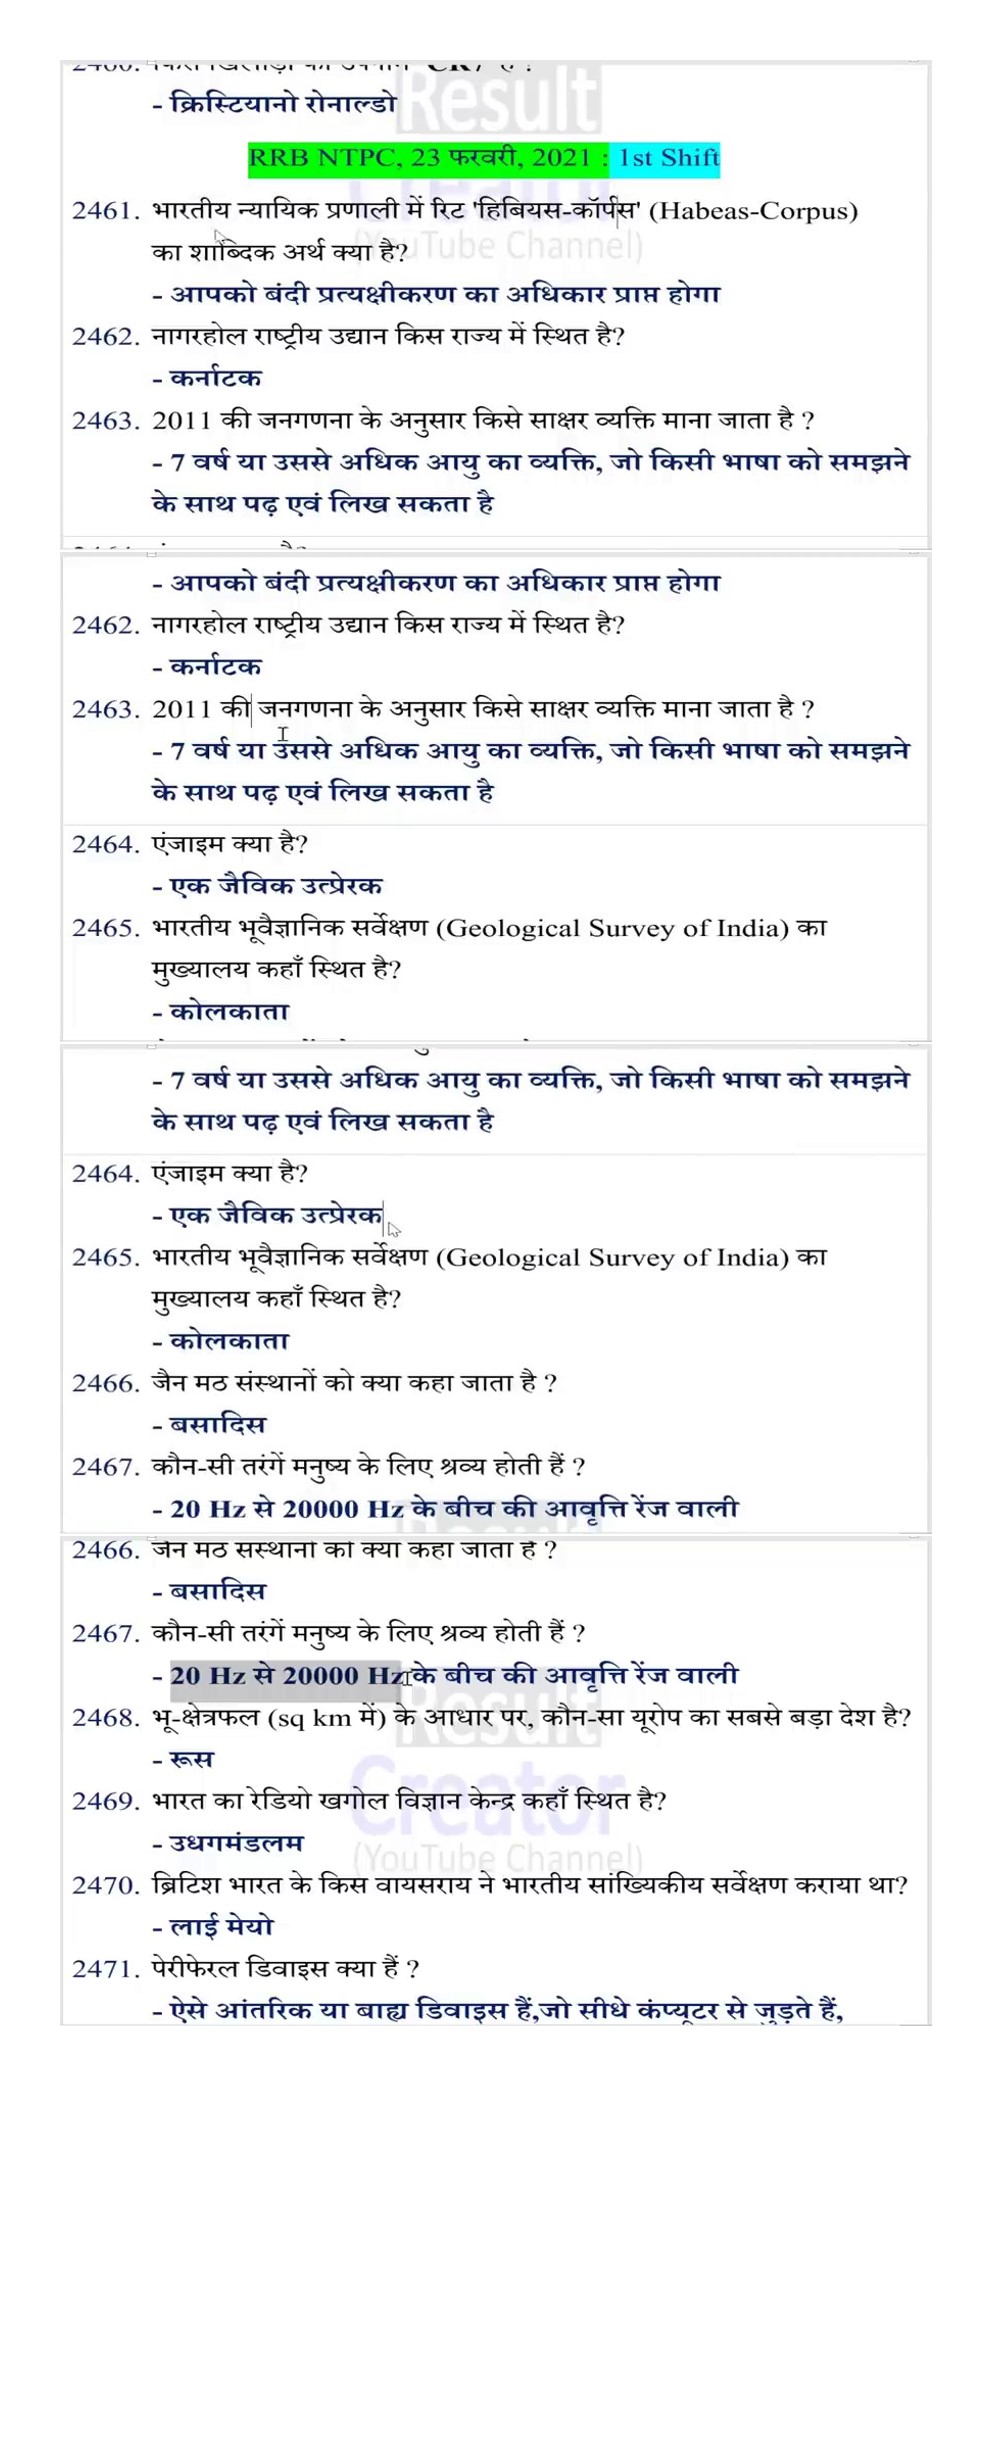 2460. किस खिलाड़ी का उपनाम 'CR7' है ?
- क्रिस्टियानो रोनाल्डो
Result
RRB NTPC, 23 फरवरी, 2021 : 1st Shift
Creator
2461. भारतीय न्यायिक प्रणाली में रिट 'हिबियस-कॉर्पस' (Habeas-Corpus)
(YouTube Channel)
का शाब्दिक अर्थ क्या है?
- आपको बंदी प्रत्यक्षीकरण का अधिकार प्राप्त होगा
2462. नागरहोल राष्ट्रीय उद्यान किस राज्य में स्थित है?
- कर्नाटक
2463. 2011 की जनगणना के अनुसार किसे साक्षर व्यक्ति माना जाता है ?
- 7 वर्ष या उससे अधिक आयु का व्यक्ति, जो किसी भाषा को समझने
के साथ पढ़ एवं लिख सकता है
- आपको बंदी प्रत्यक्षीकरण का अधिकार प्राप्त होगा
2462. नागरहोल राष्ट्रीय उद्यान किस राज्य में स्थित है?
- कर्नाटक
2463. 2011 की जनगणना के अनुसार किसे साक्षर व्यक्ति माना जाता है ?
- 7 वर्ष या उससे अधिक आयु का व्यक्ति, जो किसी भाषा को समझने
के साथ पढ़ एवं लिख सकता है
2464. एंजाइम क्या है?
- एक जैविक उत्प्रेरक
2465. भारतीय भूवैज्ञानिक सर्वेक्षण (Geological Survey of India) का
मुख्यालय कहाँ स्थित है?
- कोलकाता
- 7 वर्ष या उससे अधिक आयु का व्यक्ति, जो किसी भाषा को समझने
के साथ पढ़ एवं लिख सकता है
2464. एंजाइम क्या है?
- एक जैविक उत्प्रेरक
2465. भारतीय भूवैज्ञानिक सर्वेक्षण (Geological Survey of India) का
मुख्यालय कहाँ स्थित है?
- कोलकाता
2466. जैन मठ संस्थानों को क्या कहा जाता है ?
- बसादिस
2467. कौन-सी तरंगें मनुष्य के लिए श्रव्य होती हैं ?
- 20 Hz से 20000 Hz के बीच की आवृत्ति रेंज वाली
2466. जैन मठ संस्थानों को क्या कहा जाता है ?
- बसादिस
2467. कौन-सी तरंगें मनुष्य के लिए श्रव्य होती हैं ?
- 20 Hz से 20000 Hz के बीच की आवृत्ति रेंज वाली
2468. भू-क्षेत्रफल (sq km में) के आधार पर, कौन-सा यूरोप का सबसे बड़ा देश है?
Result
- रूस
Creator
2469. भारत का रेडियो खगोल विज्ञान केन्द्र कहाँ स्थित है?
- उधगमंडलम
(YouTube Channel)
2470. ब्रिटिश भारत के किस वायसराय ने भारतीय सांख्यिकीय सर्वेक्षण कराया था?
- लाई मेयो
2471. पेरीफेरल डिवाइस क्या हैं ?
- ऐसे आंतरिक या बाह्य डिवाइस हैं,जो सीधे कंप्यूटर से जुड़ते हैं,